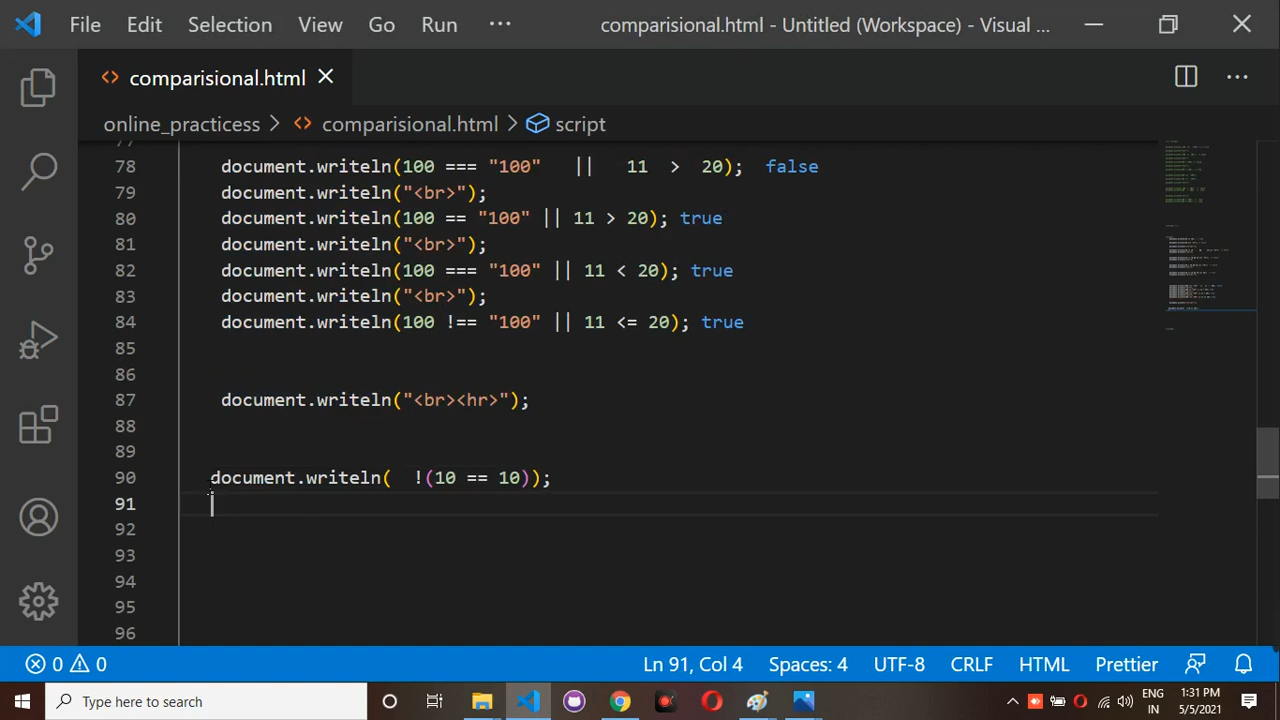 File Edit Selection View Go Run ··· comparisional.html - Untitled (Workspace) - Visual ...
comparisional.html
online_practicess > comparisional.html > script
78 document.writeln(100 === "100" || 11 > 20); false
79 document.writeln("<br>");
80 document.writeln(100 == "100" || 11 > 20); true
81 document.writeln("<br>");
82 document.writeln(100 === "100" || 11 < 20); true
83 document.writeln("<br>");
84 document.writeln(100 !== "100" || 11 <= 20); true
85
86
87 document.writeln("<br><hr>");
88
89
90 document.writeln( !(10 == 10));
91
92
93
94
95
96
0 0 Ln 91, Col 4 Spaces: 4 UTF-8 CRLF HTML Prettier
Type here to search ENG 1:31 PM
IN 5/5/2021